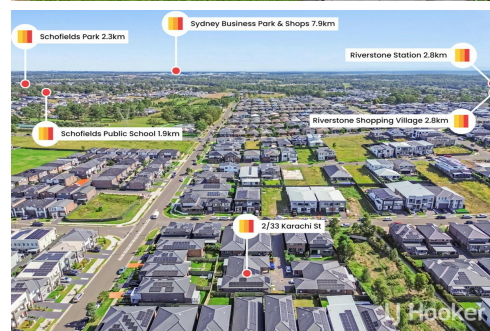 Sydney Business Park & Shops 7.9km
Schofields Park 2.3km
Riverstone Station 2.8km
Riverstone Shopping Village 2.8km
Schofields Public School 1.9km
2/33 Karachi St
LJ Hooker